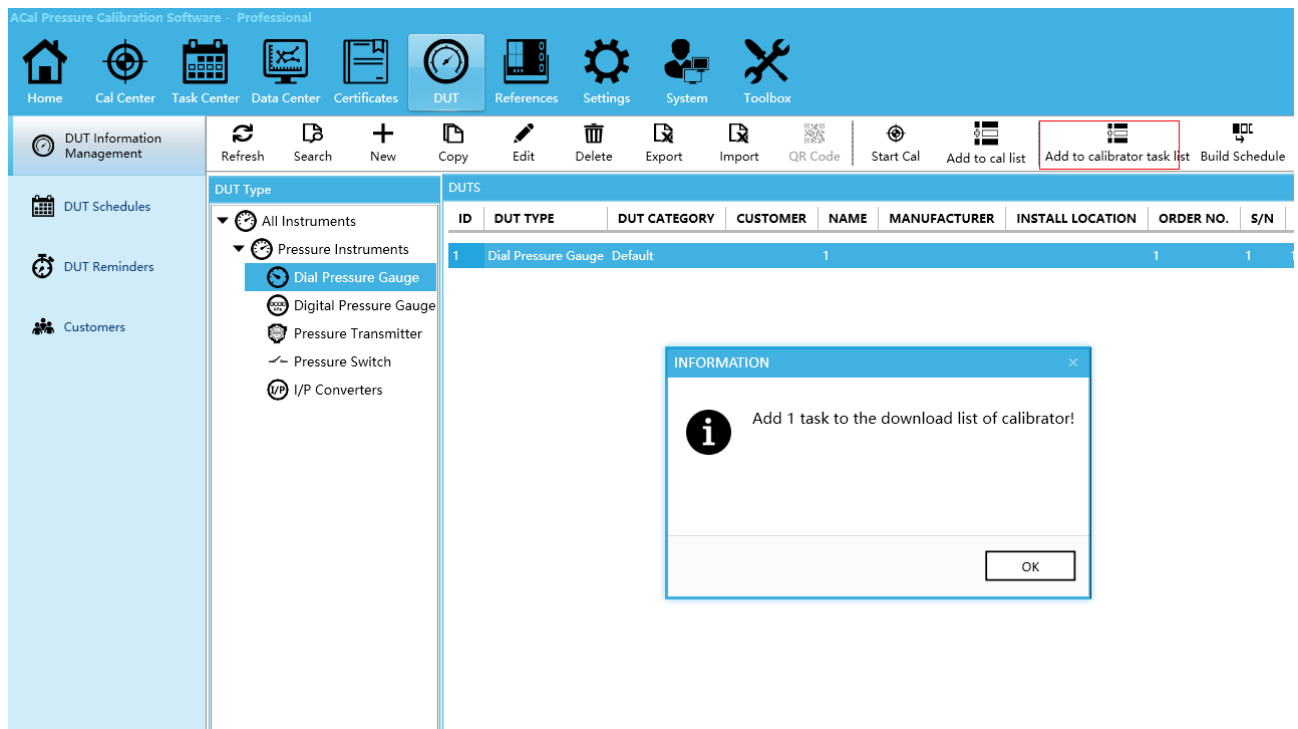 ACal Pressure Calibration Software - Professional
Home Cal Center Task Center Data Center Certificates DUT References Settings System Toolbox
DUT Information
Management
DUT Schedules
DUT Reminders
Customers
Refresh Search New Copy Edit Delete Export Import QR Code Start Cal Add to cal list Add to calibrator task list Build Schedule
DUT Type
All Instruments
Pressure Instruments
Dial Pressure Gauge
Digital Pressure Gauge
Pressure Transmitter
Pressure Switch
I/P I/P Converters
DUTS
ID DUT TYPE DUT CATEGORY CUSTOMER NAME MANUFACTURER INSTALL LOCATION ORDER NO. S/N
1 Dial Pressure Gauge Default 1 1 1 1
INFORMATION
Add 1 task to the download list of calibrator!
OK